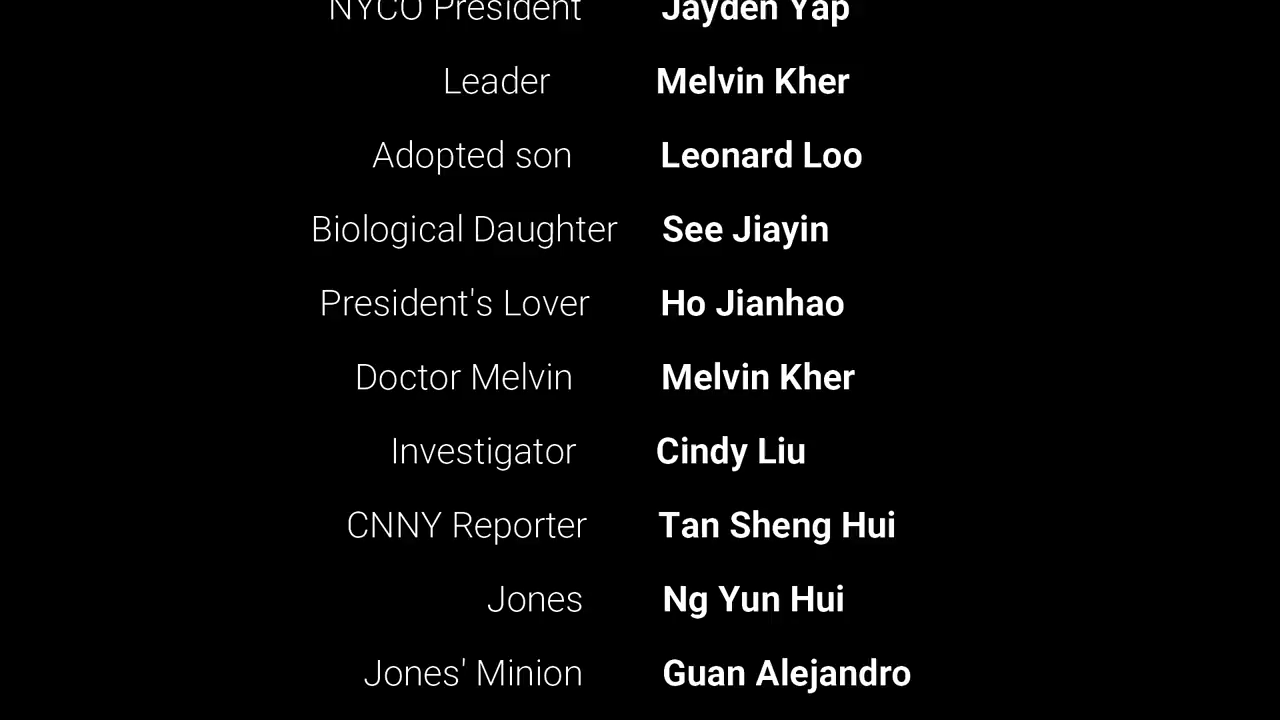 NYCO President Jayden Yap
Leader Melvin Kher
Adopted son Leonard Loo
Biological Daughter See Jiayin
President's Lover Ho Jianhao
Doctor Melvin Melvin Kher
Investigator Cindy Liu
CNNY Reporter Tan Sheng Hui
Jones Ng Yun Hui
Jones' Minion Guan Alejandro